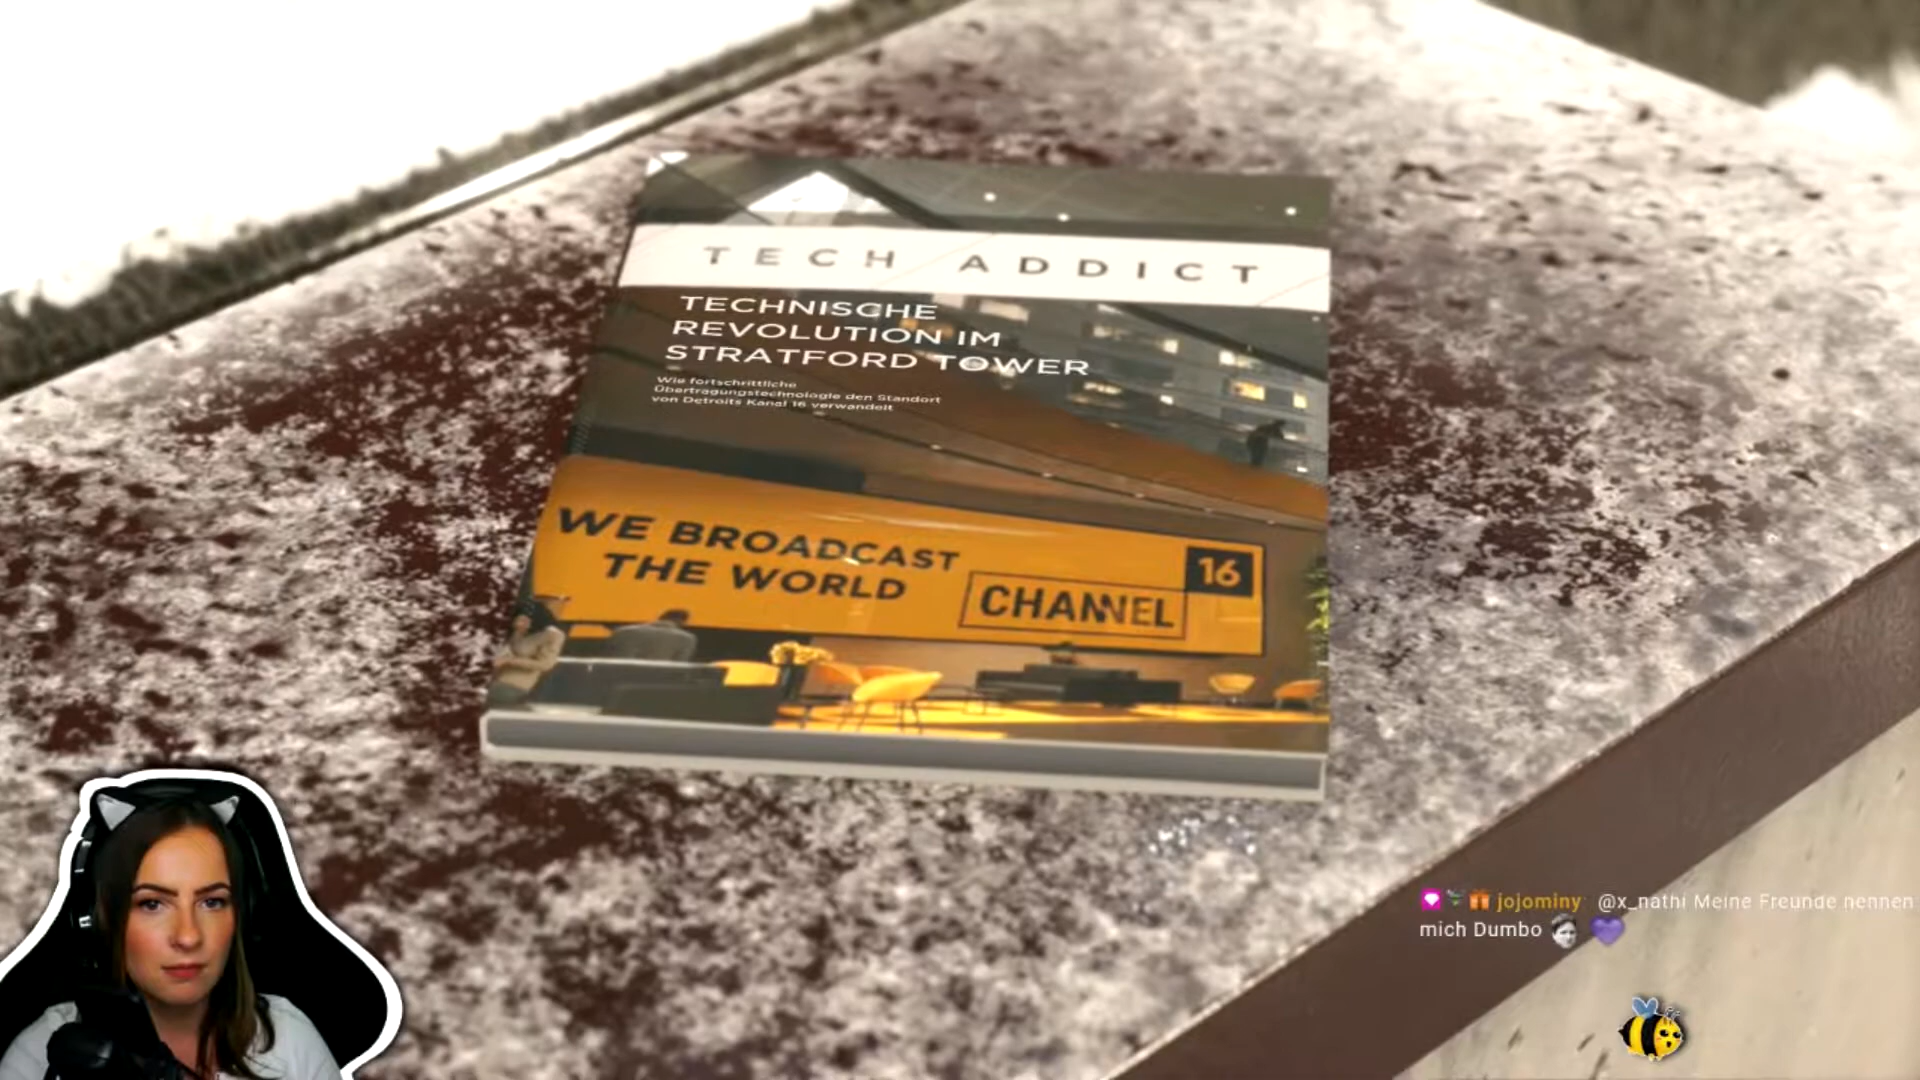 TECH ADDICT
TECHNISCHE
REVOLUTION IM
STRATFORD TOWER
Wie fortschrittliche
Übertragungstechnologie den Standort
von Detroits Kanal 16 verwandelt
WE BROADCAST
THE WORLD
CHANNEL 16
jojominy @x_nathi Meine Freunde nennen
mich Dumbo